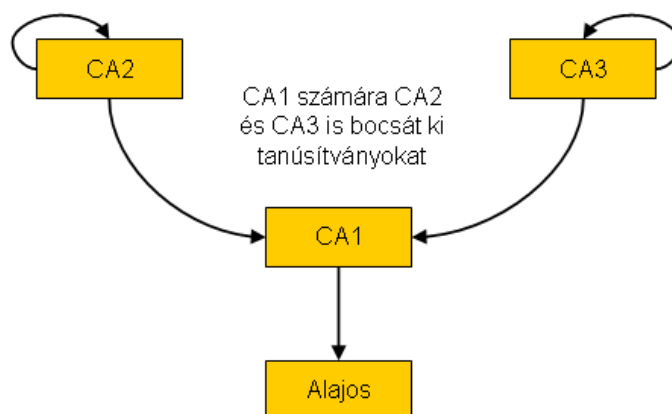 CA2
CA3
CA1 számára CA2
és CA3 is bocsát ki
tanúsítványokat
CA1
Alajos